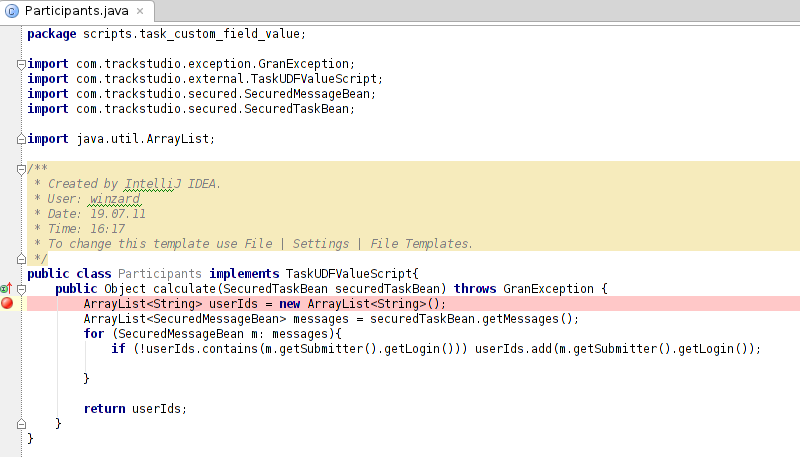 Participants.java
package scripts.task_custom_field_value;
import com.trackstudio.exception.GranException;
import com.trackstudio.external.TaskUDFValueScript;
import com.trackstudio.secured.SecuredMessageBean;
import com.trackstudio.secured.SecuredTaskBean;
import java.util.ArrayList;
/**
 * Created by IntelliJ IDEA.
 * User: winzard
 * Date: 19.07.11
 * Time: 16:17
 * To change this template use File | Settings | File Templates.
 */
public class Participants implements TaskUDFValueScript{
    public Object calculate(SecuredTaskBean securedTaskBean) throws GranException {
        ArrayList<String> userIds = new ArrayList<String>();
        ArrayList<SecuredMessageBean> messages = securedTaskBean.getMessages();
        for (SecuredMessageBean m: messages){
            if (!userIds.contains(m.getSubmitter().getLogin())) userIds.add(m.getSubmitter().getLogin());
        }
        return userIds;
    }
}